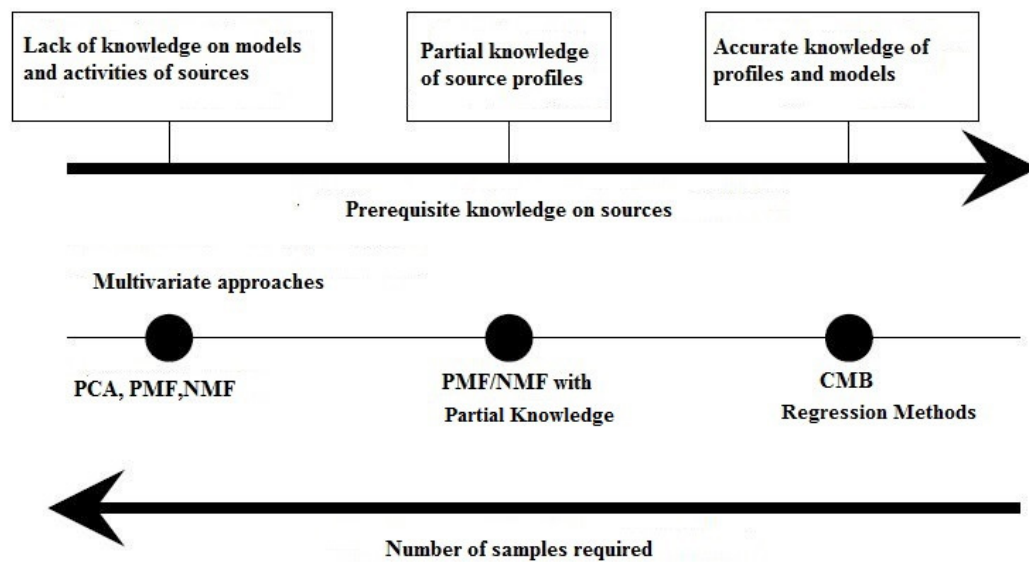 Lack of knowledge on models
and activities of sources
Partial knowledge
of source profiles
Accurate knowledge of
profiles and models
Prerequisite knowledge on sources
Multivariate approaches
PCA, PMF,NMF
PMF/NMF with
Partial Knowledge
CMB
Regression Methods
Number of samples required